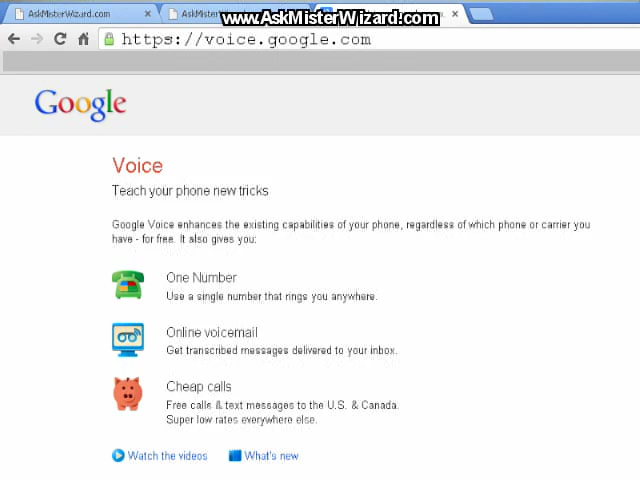 AskMisterWizard.com
AskMisterWi
www.AskMisterWizard.com
https://voice.google.com
Google
Voice
Teach your phone new tricks
Google Voice enhances the existing capabilities of your phone, regardless of which phone or carrier you
have - for free. It also gives you:
One Number
Use a single number that rings you anywhere.
Online voicemail
Get transcribed messages delivered to your inbox.
Cheap calls
Free calls & text messages to the U.S. & Canada.
Super low rates everywhere else.
Watch the videos
What's new